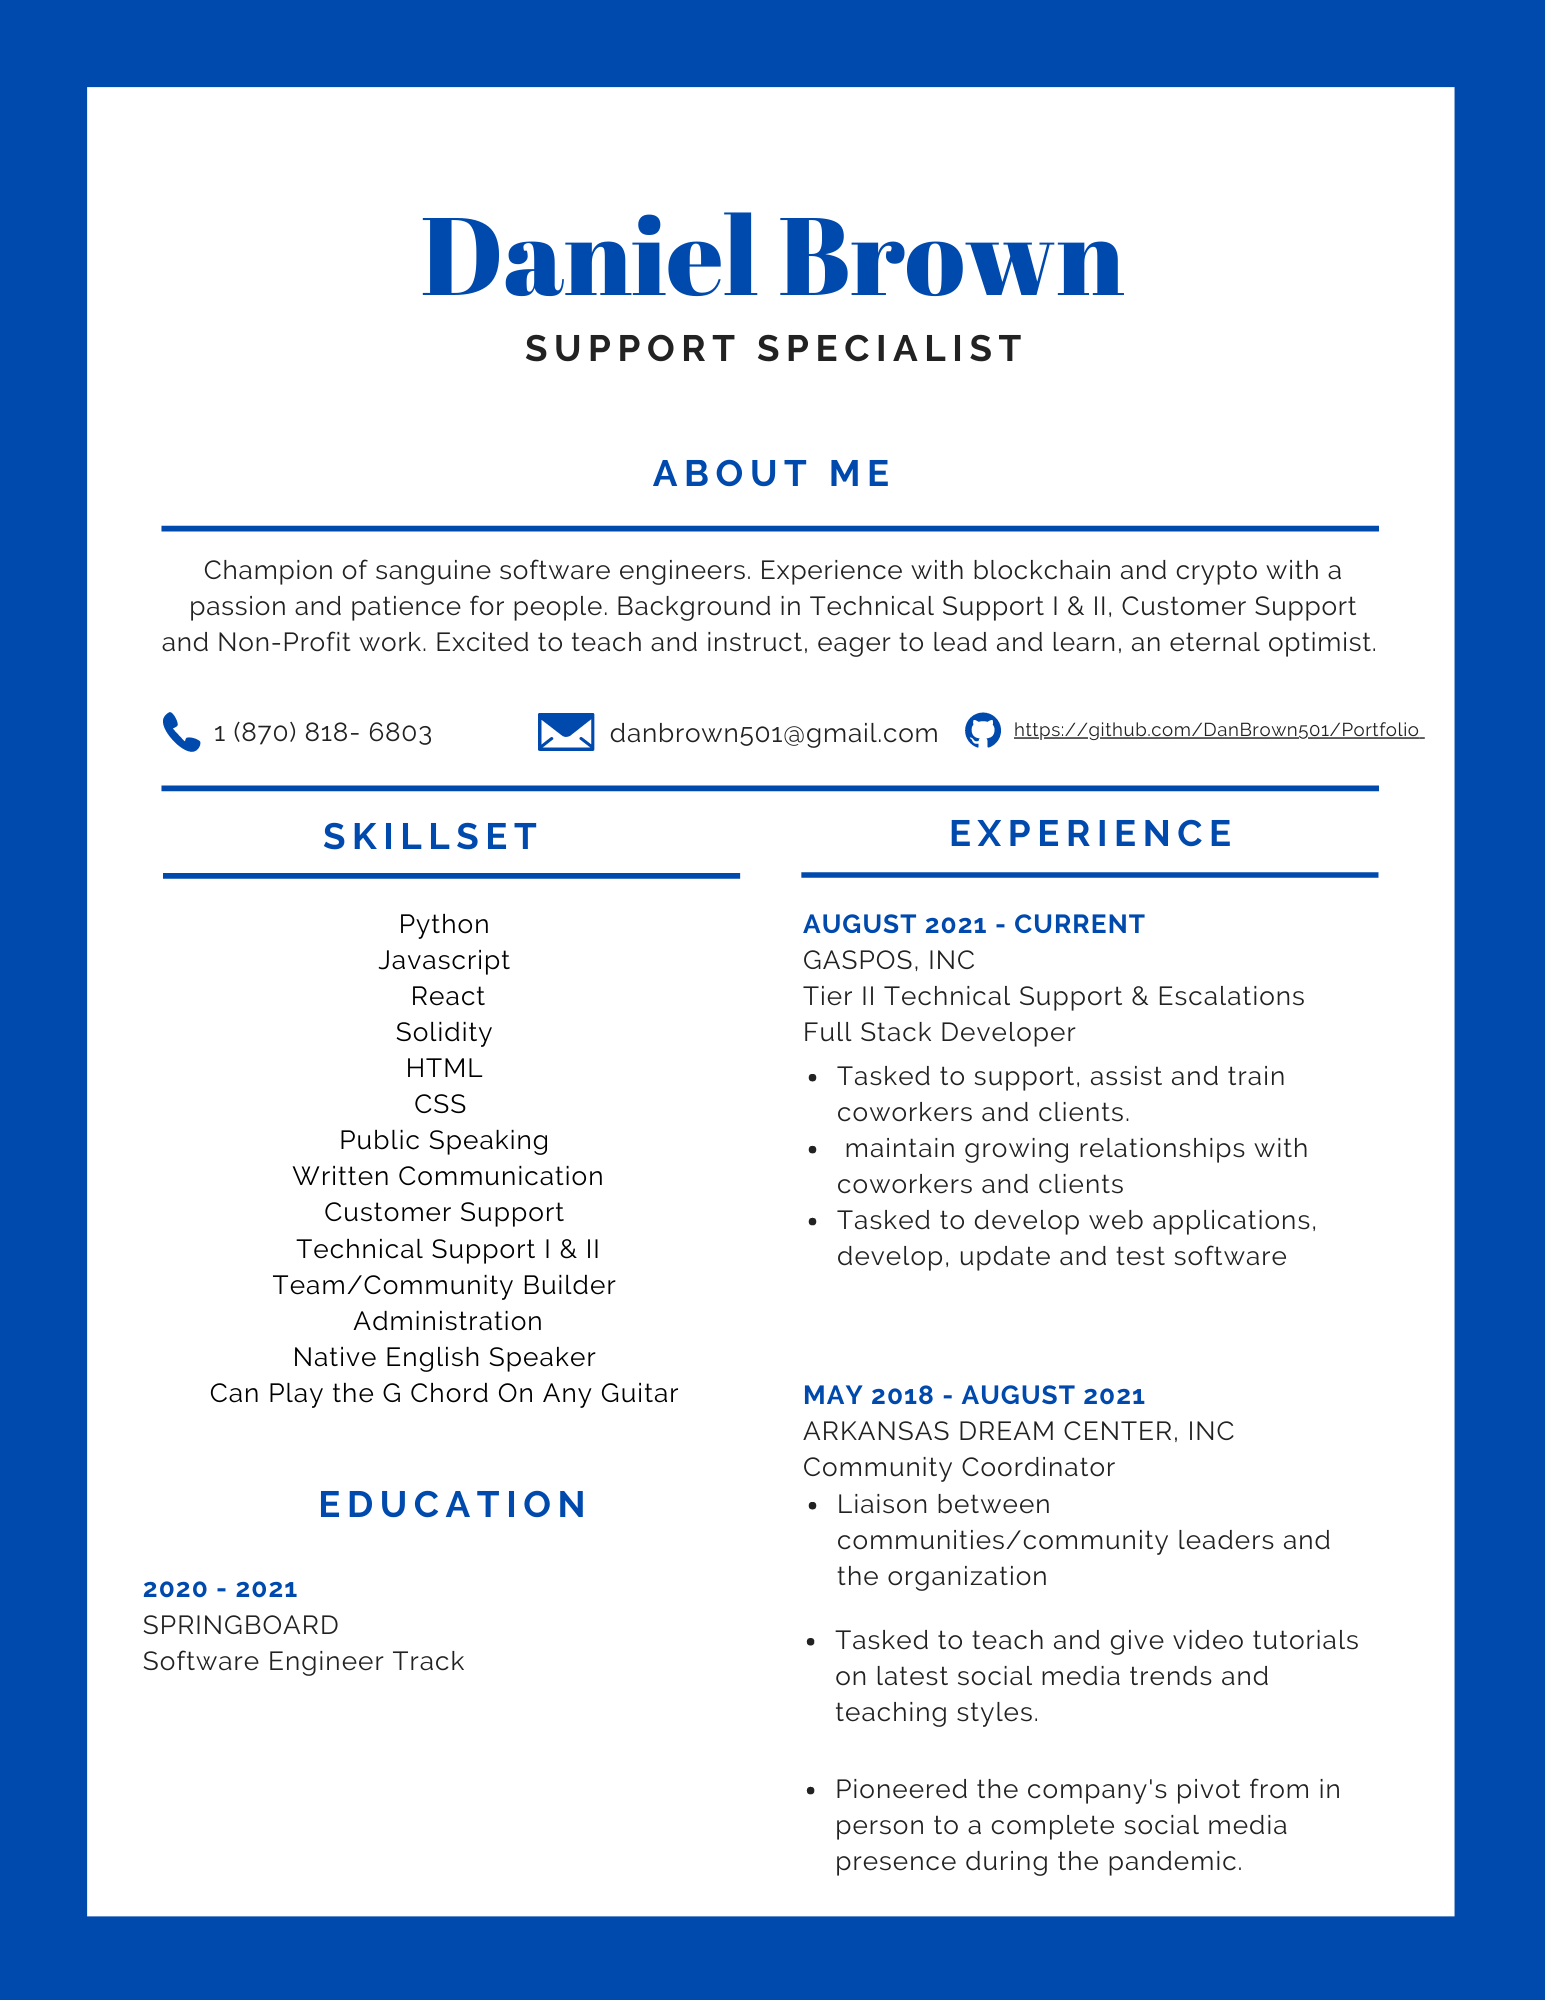 Daniel Brown
SUPPORT SPECIALIST
ABOUT ME
Champion of sanguine software engineers. Experience with blockchain and crypto with a
passion and patience for people. Background in Technical Support I & II, Customer Support
and Non-Profit work. Excited to teach and instruct, eager to lead and learn, an eternal optimist.
1 (870) 818- 6803
danbrown501@gmail.com
https://github.com/DanBrown501/Portfolio
SKILLSET
Python
Javascript
React
Solidity
HTML
CSS
Public Speaking
Written Communication
Customer Support
Technical Support I & II
Team/Community Builder
Administration
Native English Speaker
Can Play the G Chord On Any Guitar
EDUCATION
2020 - 2021
SPRINGBOARD
Software Engineer Track
EXPERIENCE
AUGUST 2021 - CURRENT
GASPOS, INC
Tier II Technical Support & Escalations
Full Stack Developer
• Tasked to support, assist and train
coworkers and clients.
• maintain growing relationships with
coworkers and clients
• Tasked to develop web applications,
develop, update and test software
MAY 2018 - AUGUST 2021
ARKANSAS DREAM CENTER, INC
Community Coordinator
• Liaison between
communities/community leaders and
the organization
• Tasked to teach and give video tutorials
on latest social media trends and
teaching styles.
• Pioneered the company's pivot from in
person to a complete social media
presence during the pandemic.